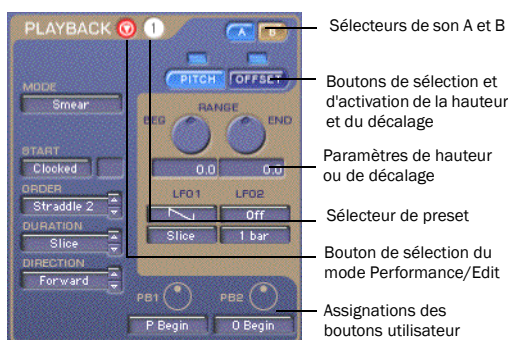 PLAYBACK 1 A B
Sélecteurs de son A et B
PITCH OFFSET
Boutons de sélection et
d'activation de la hauteur
et du décalage
MODE
Smear
RANGE
BEG END
START
Clocked
0.0 0.0
Paramètres de hauteur
ou de décalage
ORDER
Straddle 2
LFO1 LFO2
Off
Sélecteur de preset
DURATION
Slice
Slice 1 bar
DIRECTION
Forward
Bouton de sélection du
mode Performance/Edit
PB1 PB2
P Begin O Begin
Assignations des
boutons utilisateur